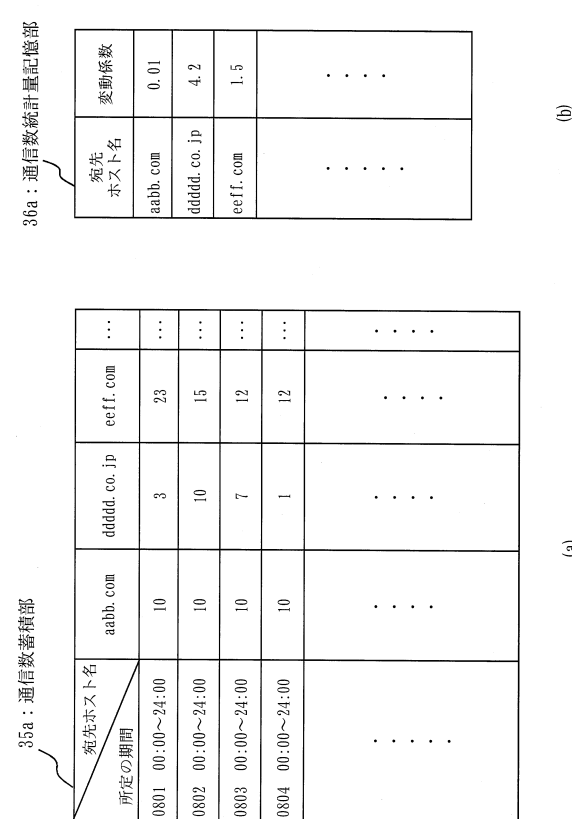 35a：通信数蓄積部
宛先ホスト名
所定の期間
aabb.com
ddddd.co.jp
eeff.com
...
0801 00:00～24:00
10
3
23
...
0802 00:00～24:00
10
10
15
...
0803 00:00～24:00
10
7
12
...
0804 00:00～24:00
10
1
12
...
(a)
36a：通信数統計量記憶部
宛先
ホスト名
変動係数
aabb.com
0.01
ddddd.co.jp
4.2
eeff.com
1.5
(b)